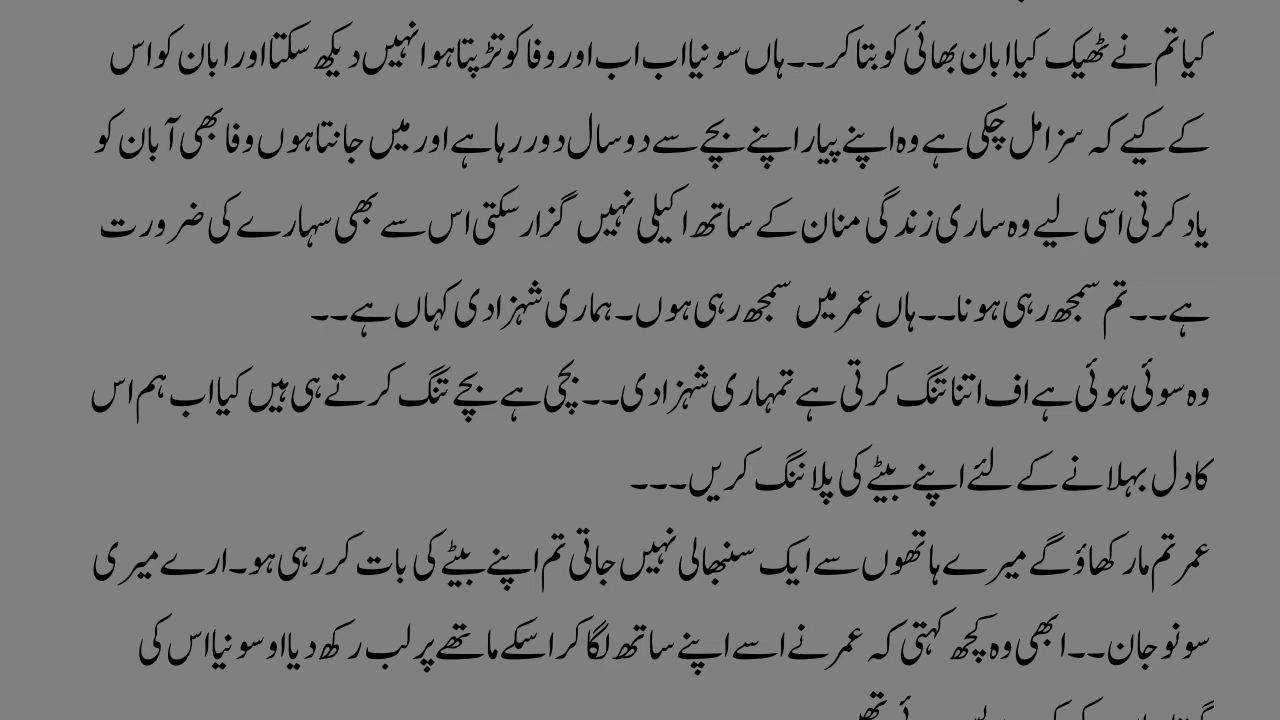 کیا تم نے ٹھیک کیا ابان بھائی کو بتا کر۔۔ ہاں سونیا اب اب اور وفا کو تڑپتا ہوا نہیں دیکھ سکتا اور ابان کو اس
کے کیے کہ سزا مل چکی ہے وہ اپنے پیار اپنے بچے سے دو سال دور رہا ہے اور میں جانتا ہوں وفا بھی آبان کو
یاد کرتی اسی لیے وہ ساری زندگی منان کے ساتھ اکیلی نہیں گزار سکتی اس سے بھی سہارے کی ضرورت
ہے۔۔ تم سمجھ رہی ہو نا۔۔ ہاں عمر میں سمجھ رہی ہوں۔ ہماری شہزادی کہاں ہے۔۔
وہ سوئی ہوئی ہے اف اتنا تنگ کرتی ہے تمہاری شہزادی۔۔ بچی ہے بچے تنگ کرتے ہی ہیں کیا اب ہم اس
کا دل بہلانے کے لئے اپنے بیٹے کی پلاننگ کریں۔۔۔
عمر تم مار کھاؤ گے میرے ہاتھوں سے ایک سنبھالی نہیں جاتی تم اپنے بیٹے کی بات کر رہی ہو۔ ارے میری
سونو جان۔۔ ابھی وہ کچھ کہتی کہ عمر نے اسے اپنے ساتھ لگا کر اسکے ماتھے پر لب رکھ دیا او سونیا اس کی